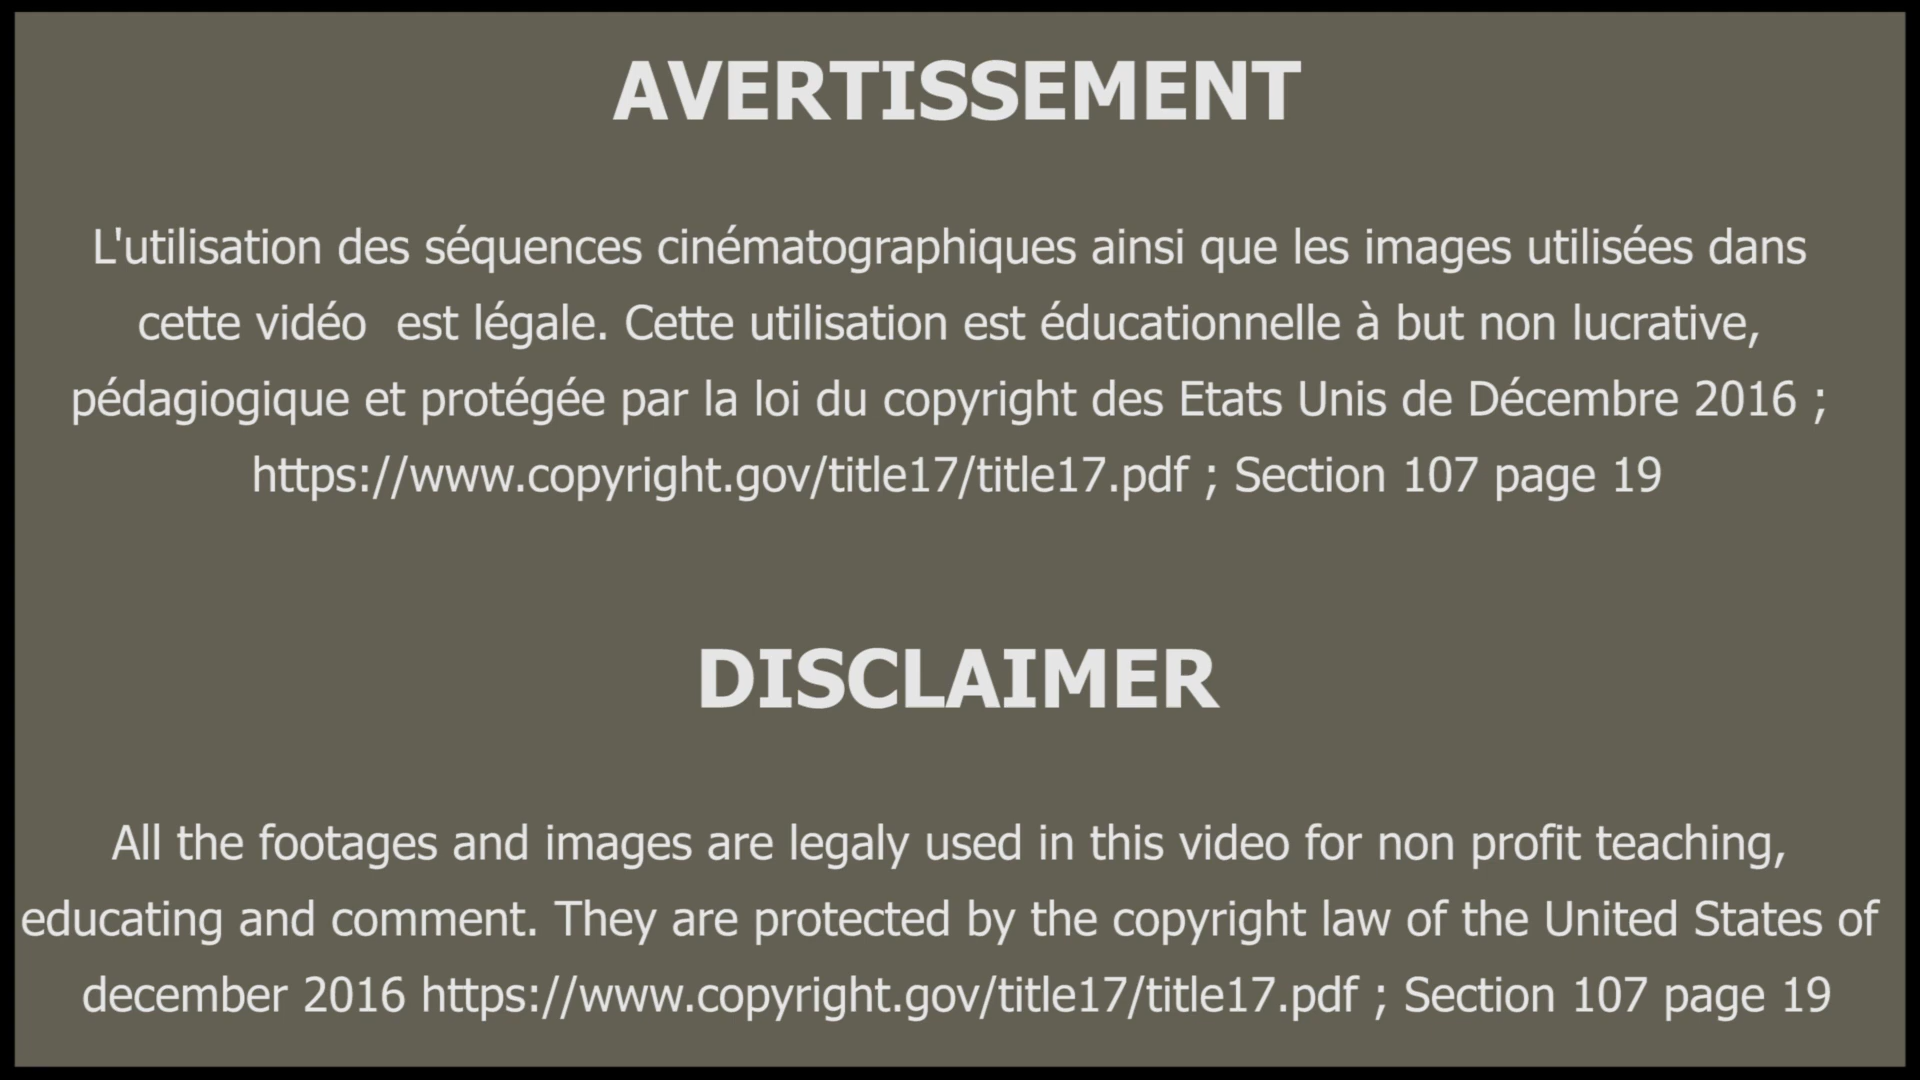 AVERTISSEMENT
L'utilisation des séquences cinématographiques ainsi que les images utilisées dans
cette vidéo  est légale. Cette utilisation est éducationnelle à but non lucrative,
pédagiogique et protégée par la loi du copyright des Etats Unis de Décembre 2016 ;
https://www.copyright.gov/title17/title17.pdf ; Section 107 page 19
DISCLAIMER
All the footages and images are legaly used in this video for non profit teaching,
educating and comment. They are protected by the copyright law of the United States of
december 2016 https://www.copyright.gov/title17/title17.pdf ; Section 107 page 19